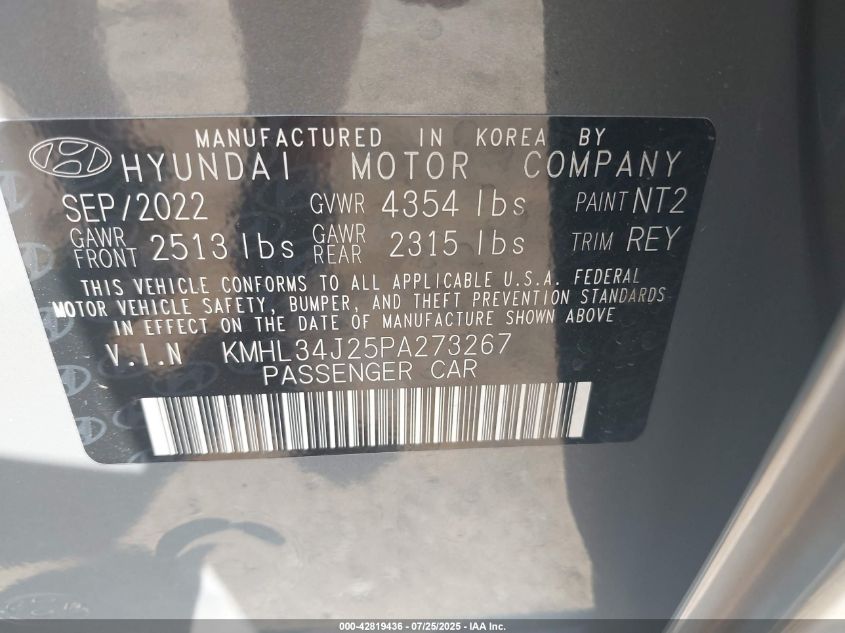 MANUFACTURED IN KOREA BY
HYUNDAI MOTOR COMPANY
SEP/2022 GVWR 4354 lbs PAINT NT2
GAWR FRONT 2513 lbs GAWR REAR 2315 lbs TRIM REY
THIS VEHICLE CONFORMS TO ALL APPLICABLE U.S.A. FEDERAL
MOTOR VEHICLE SAFETY, BUMPER, AND THEFT PREVENTION STANDARDS
IN EFFECT ON THE DATE OF MANUFACTURE SHOWN ABOVE
V.I.N KMHL34J25PA273267
PASSENGER CAR
000-42819436 - 07/25/2025 - IAA Inc.